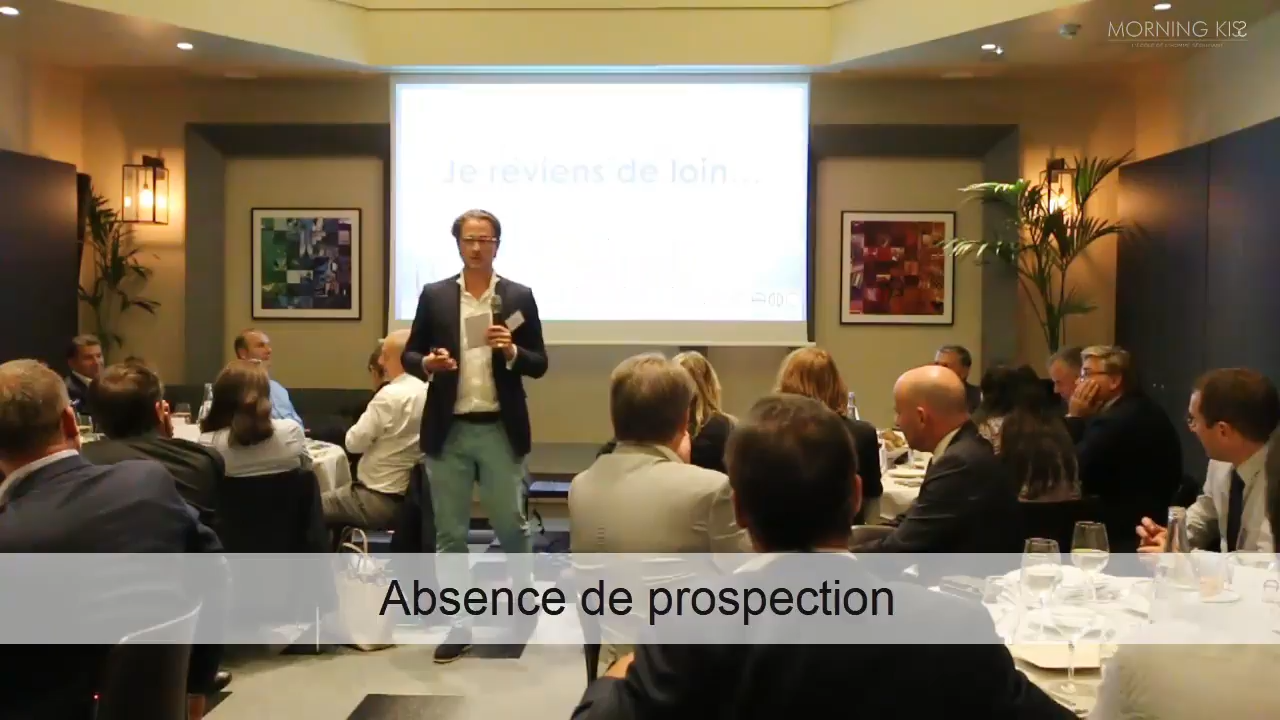 MORNING KISS
Je reviens de loin...
Absence de prospection